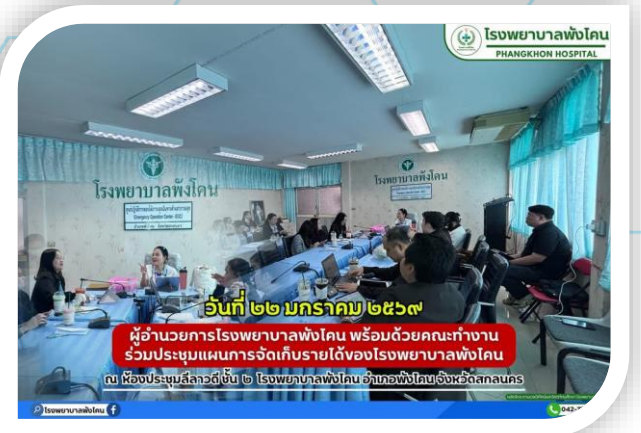 โรงพยาบาลพังโคน
PHANGKHON HOSPITAL
โรงพยาบาลพังโคน
โรงพยาบาลพังโคน
Emergency Operation Center (EOC)
วันที่ ๒๒ มกราคม ๒๕๖๗
ผู้อำนวยการโรงพยาบาลพังโคน พร้อมด้วยคณะทำงาน
ร่วมประชุมแผนการจัดเก็บรายได้ของโรงพยาบาลพังโคน
ณ ห้องประชุมลีลาวดี ชั้น ๒ โรงพยาบาลพังโคน อำเภอพังโคน จังหวัดสกลนคร
โรงพยาบาลพังโคน